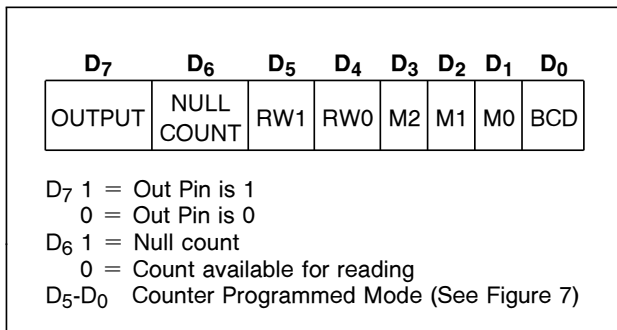 D7 D6 D5 D4 D3 D2 D1 D0
OUTPUT NULL COUNT RW1 RW0 M2 M1 M0 BCD
D7 1 = Out Pin is 1
0 = Out Pin is 0
D6 1 = Null count
0 = Count available for reading
D5-D0 Counter Programmed Mode (See Figure 7)